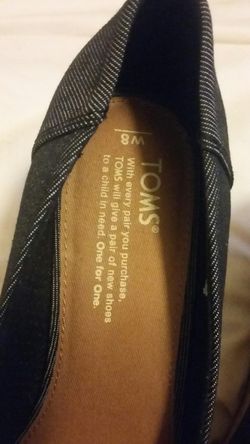 W8
TOMS®
With every pair you purchase,
TOMS will give a pair of new shoes
to a child in need. One for One.